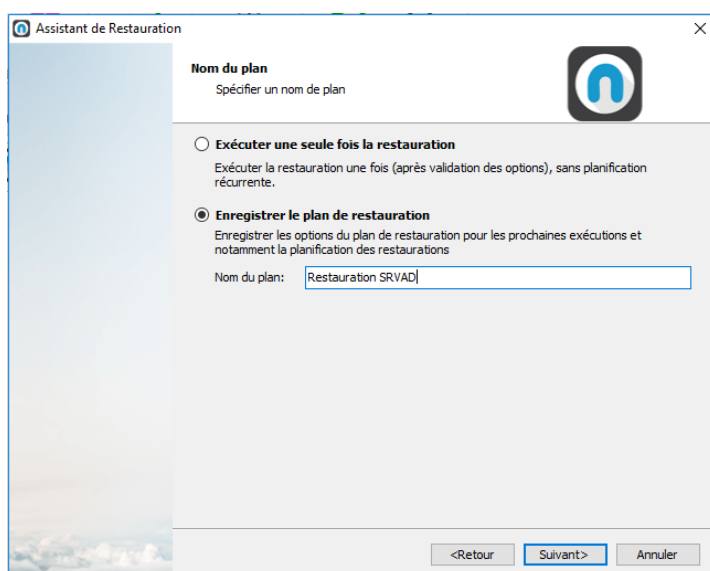 Assistant de Restauration
Nom du plan
Spécifier un nom de plan
Exécuter une seule fois la restauration
Exécuter la restauration une fois (après validation des options), sans planification
récurrente.
Enregistrer le plan de restauration
Enregistrer les options du plan de restauration pour les prochaines exécutions et
notamment la planification des restaurations
Nom du plan: Restauration SRVAD
<Retour Suivant> Annuler